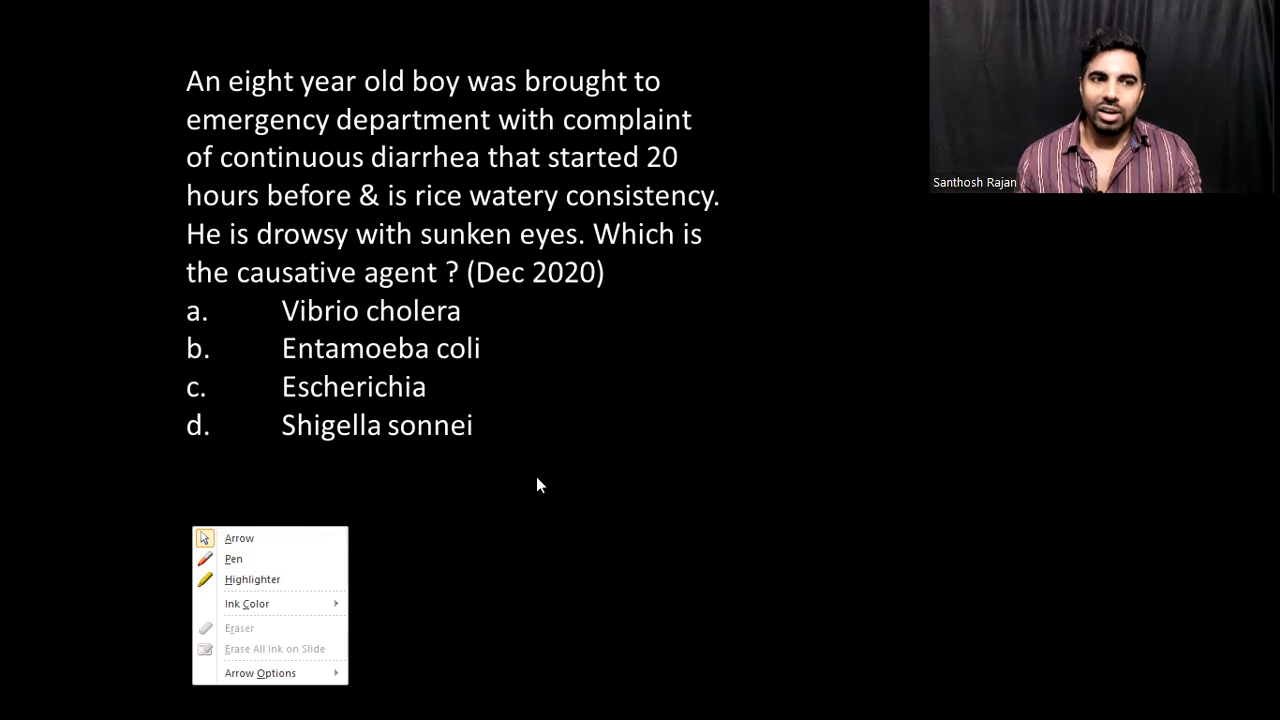 An eight year old boy was brought to
emergency department with complaint
of continuous diarrhea that started 20
hours before & is rice watery consistency.
He is drowsy with sunken eyes. Which is
the causative agent ? (Dec 2020)
a. Vibrio cholera
b. Entamoeba coli
c. Escherichia
d. Shigella sonnei
Santhosh Rajan
Arrow
Pen
Highlighter
Ink Color
Eraser
Erase All Ink on Slide
Arrow Options